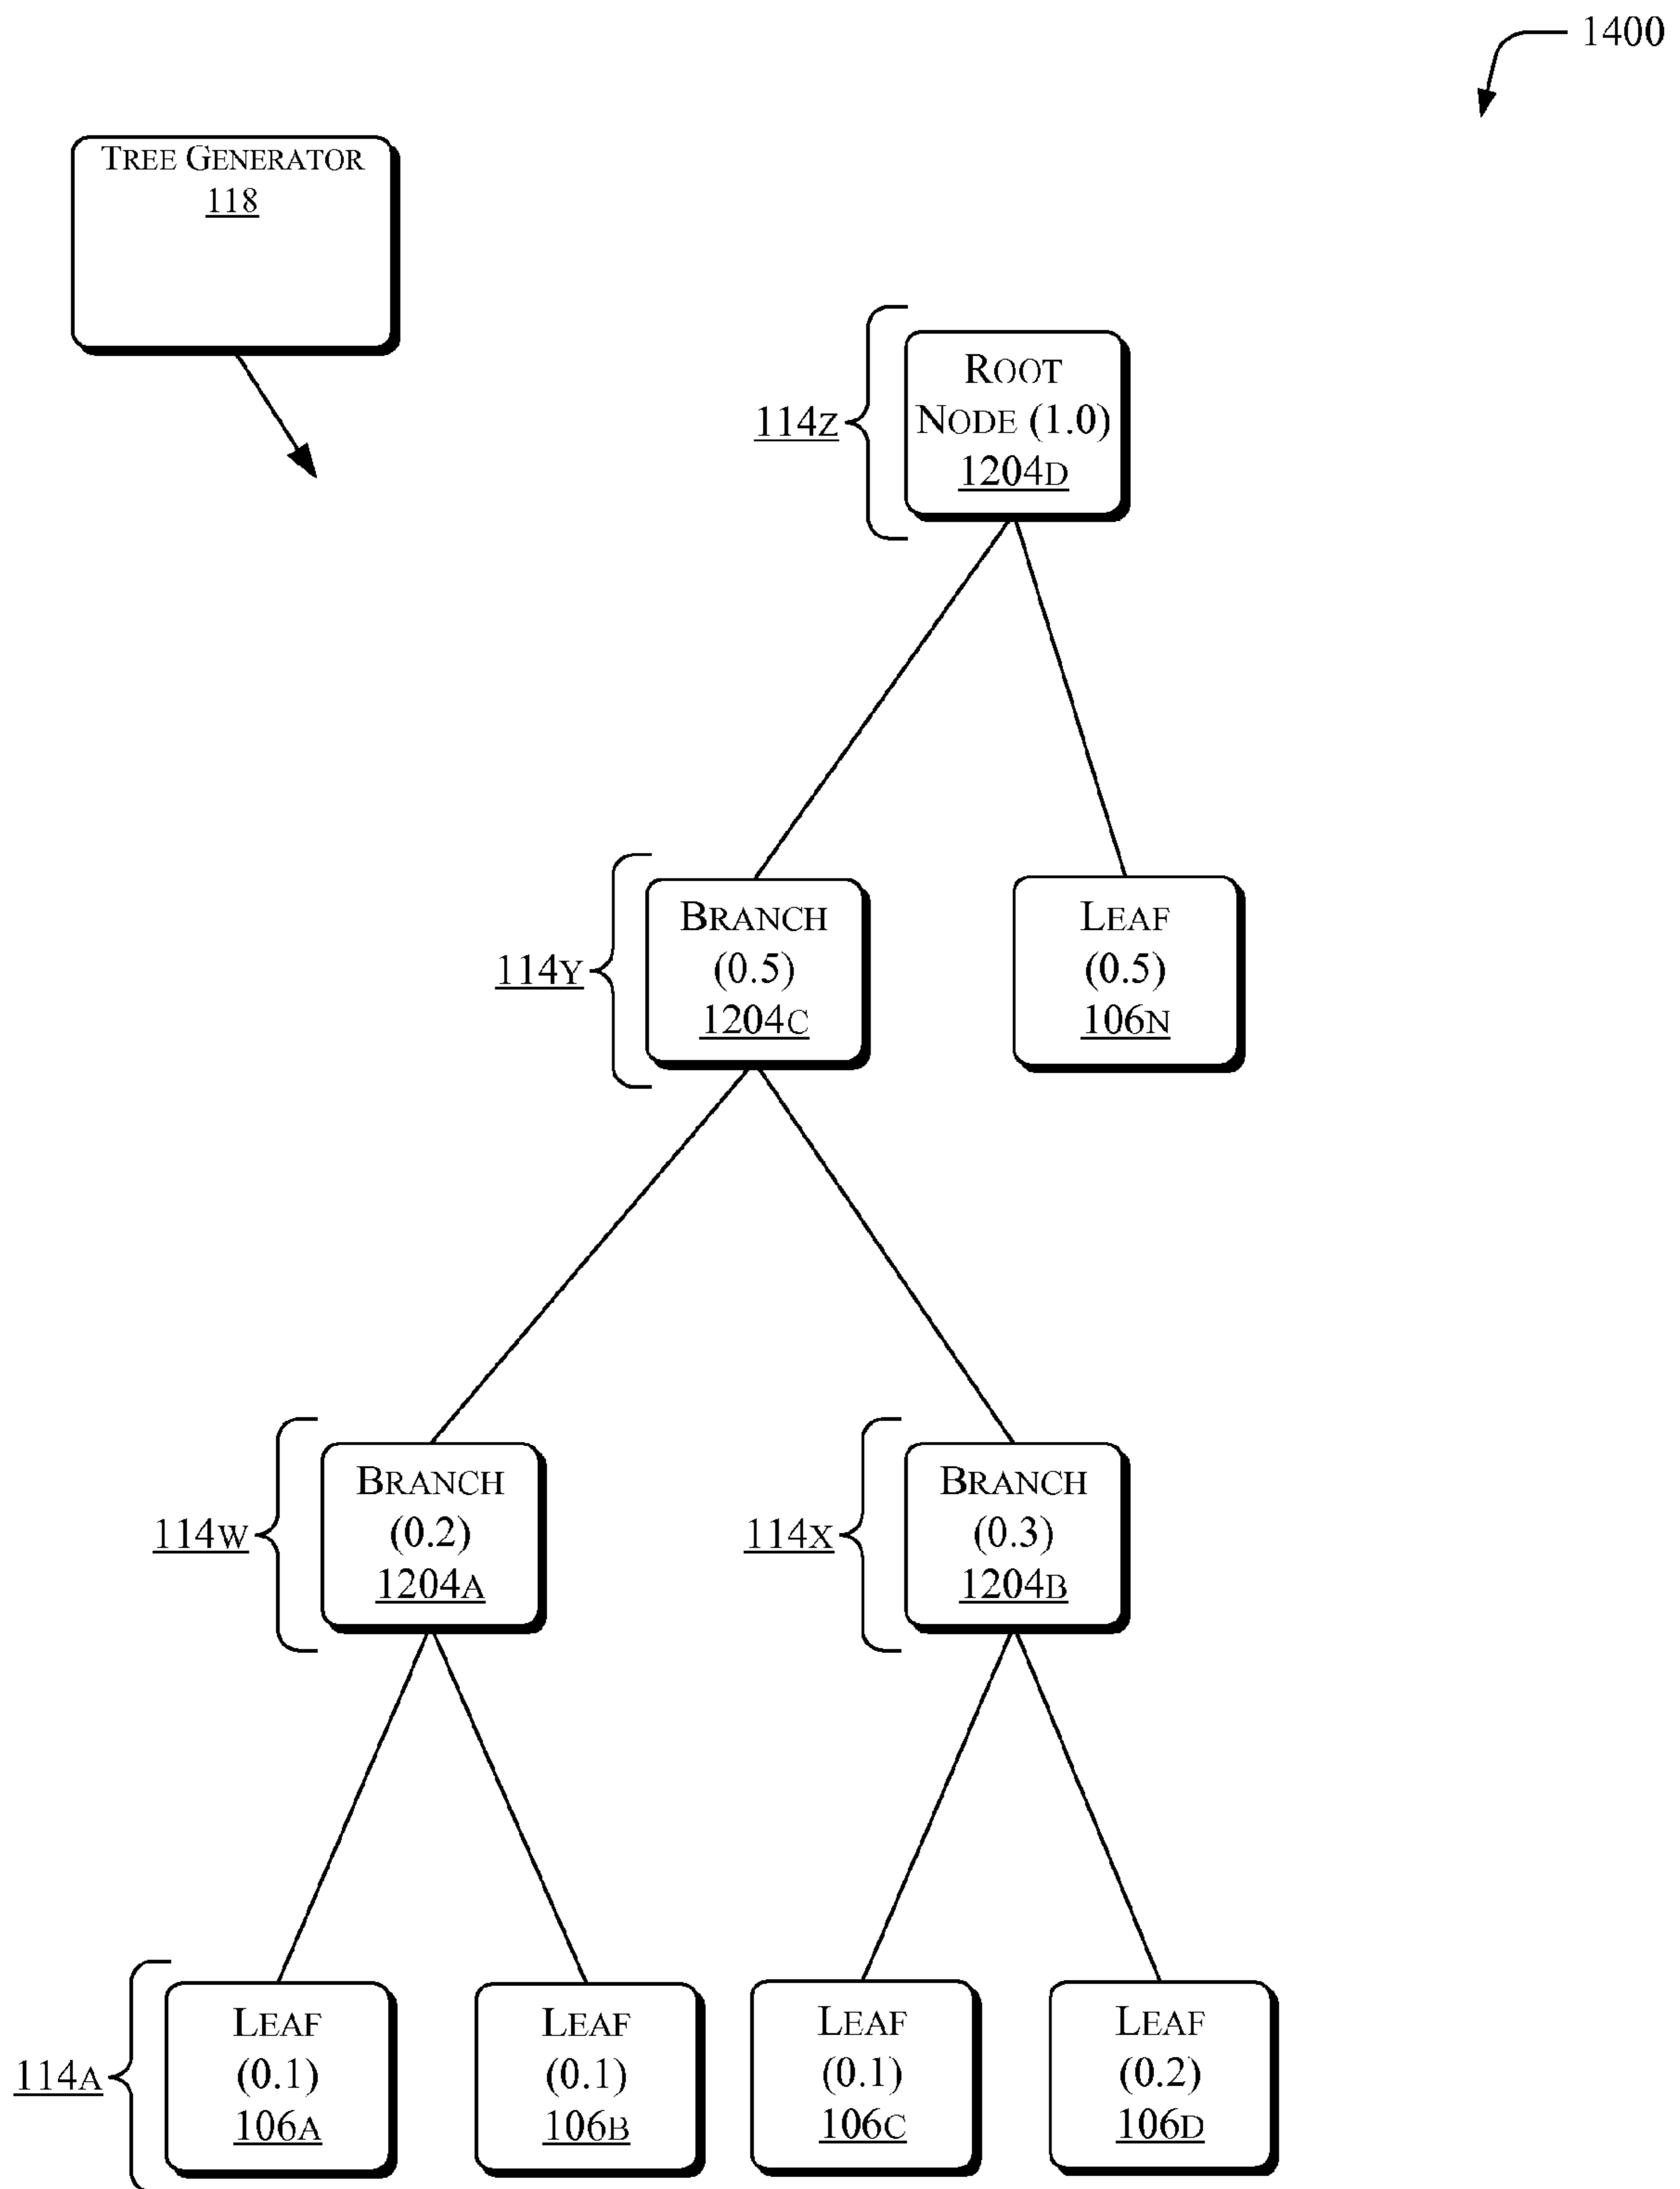 1400
TREE GENERATOR
118
ROOT
NODE (1.0)
1204D
114Z
BRANCH
(0.5)
1204C
114Y
LEAF
(0.5)
106N
BRANCH
(0.2)
1204A
114W
BRANCH
(0.3)
1204B
114X
LEAF
(0.1)
106A
114A
LEAF
(0.1)
106B
LEAF
(0.1)
106C
LEAF
(0.2)
106D